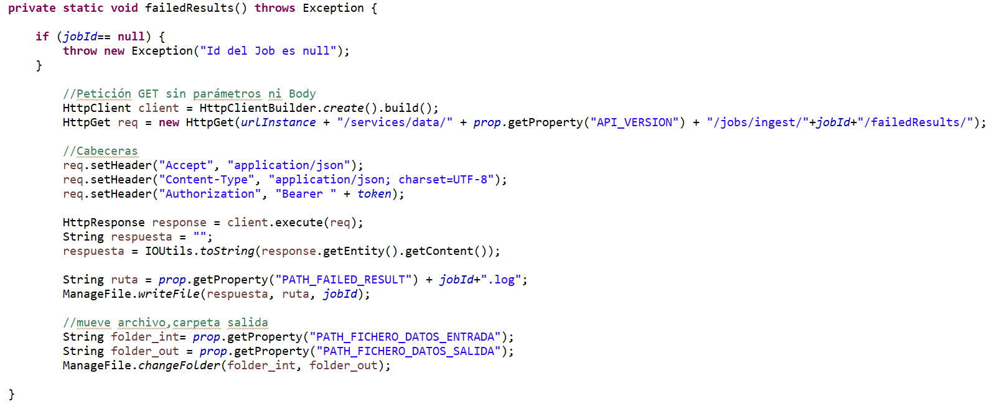 private static void failedResults() throws Exception {
if (jobId== null) {
throw new Exception("Id del Job es null");
}
//Petición GET sin parámetros ni Body
HttpClient client = HttpClientBuilder.create().build();
HttpGet req = new HttpGet(urlInstance + "/services/data/" + prop.getProperty("API_VERSION") + "/jobs/ingest/"+jobId+"/failedResults/");
//Cabeceras
req.setHeader("Accept", "application/json");
req.setHeader("Content-Type", "application/json; charset=UTF-8");
req.setHeader("Authorization", "Bearer " + token);
HttpResponse response = client.execute(req);
String respuesta = "";
respuesta = IOUtils.toString(response.getEntity().getContent());
String ruta = prop.getProperty("PATH_FAILED_RESULT") + jobId+".log";
ManageFile.writeFile(respuesta, ruta, jobId);
//mueve archivo,carpeta salida
String folder_int= prop.getProperty("PATH_FICHERO_DATOS_ENTRADA");
String folder_out = prop.getProperty("PATH_FICHERO_DATOS_SALIDA");
ManageFile.changeFolder(folder_int, folder_out);
}